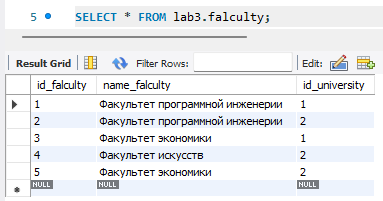 5 SELECT * FROM lab3.falculty;
Result Grid Filter Rows: Edit:
id_falculty name_falculty id_university
1 Факультет программной инженерии 1
2 Факультет программной инженерии 2
3 Факультет экономики 1
4 Факультет искусств 2
5 Факультет экономики 2
NULL NULL NULL